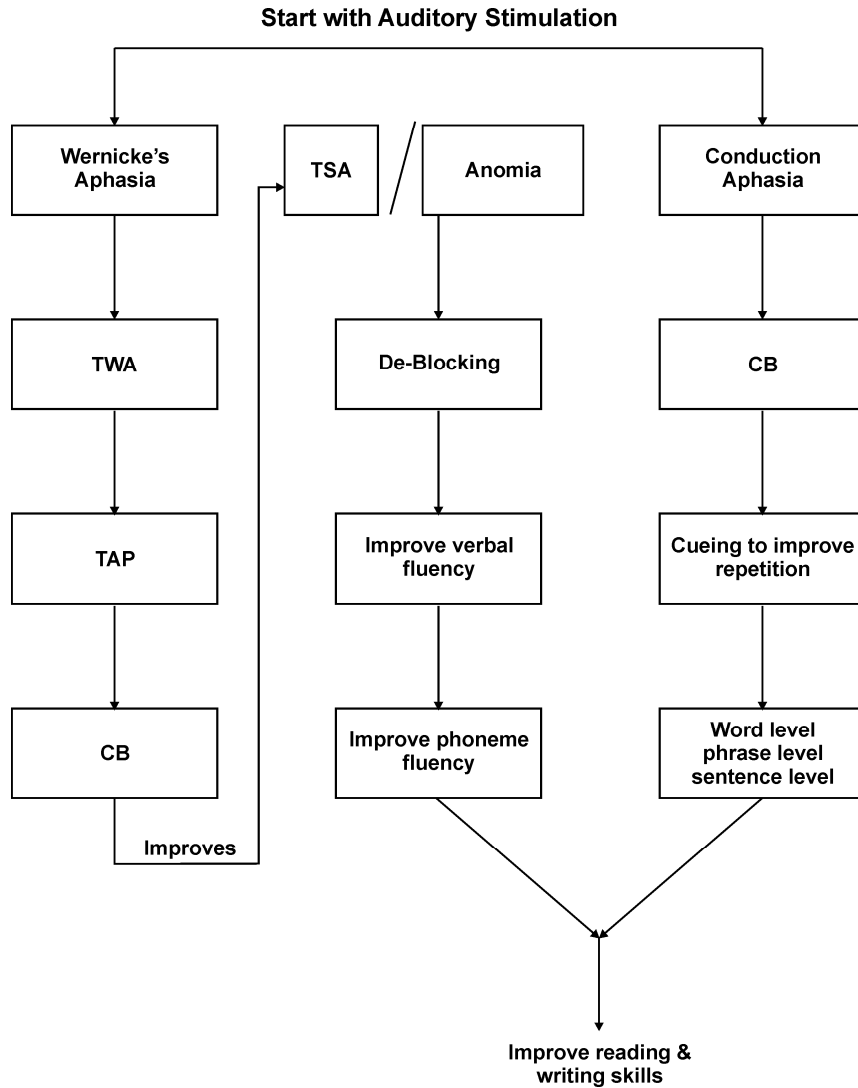 Start with Auditory Stimulation
Wernicke's
Aphasia
TSA
Anomia
Conduction
Aphasia
TWA
De-Blocking
CB
TAP
Improve verbal
fluency
Cueing to improve
repetition
CB
Improve phoneme
fluency
Word level
phrase level
sentence level
Improves
Improve reading &
writing skills